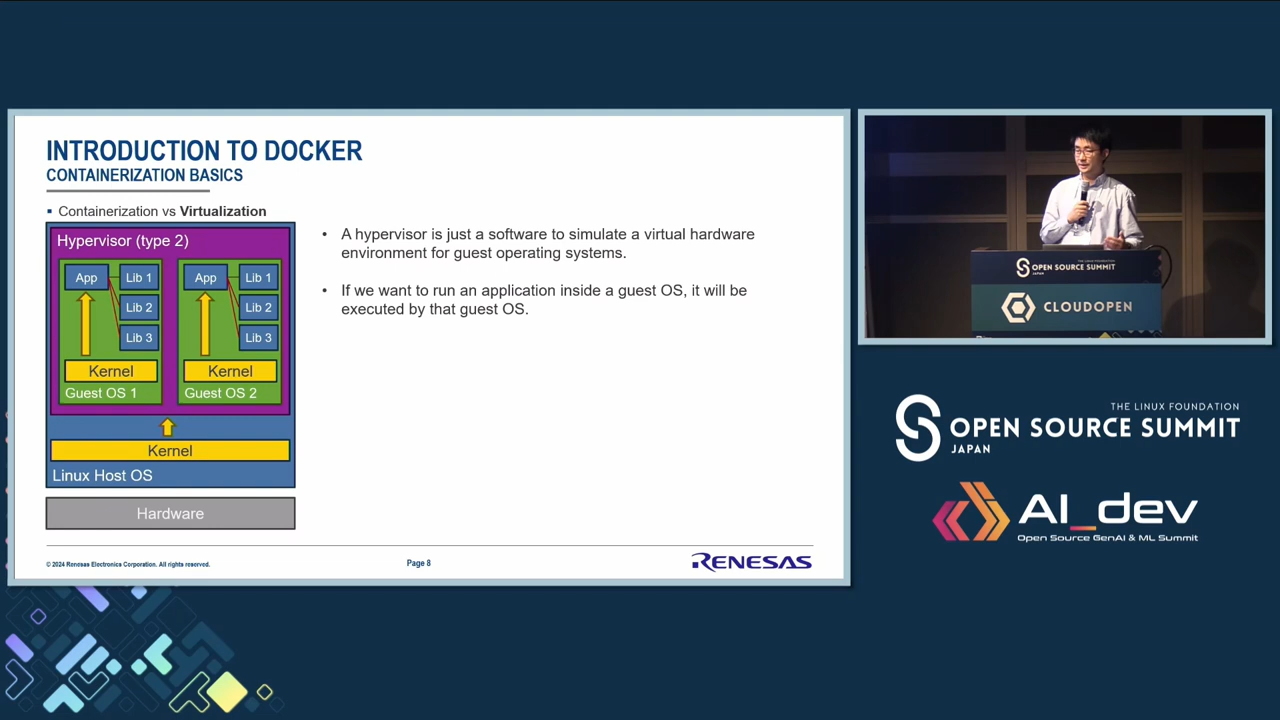 INTRODUCTION TO DOCKER
CONTAINERIZATION BASICS
Containerization vs Virtualization
Hypervisor (type 2)
App
Lib 1
Lib 2
Lib 3
Kernel
Guest OS 1
App
Lib 1
Lib 2
Lib 3
Kernel
Guest OS 2
Kernel
Linux Host OS
Hardware
• A hypervisor is just a software to simulate a virtual hardware
environment for guest operating systems.
• If we want to run an application inside a guest OS, it will be
executed by that guest OS.
© 2024 Renesas Electronics Corporation. All rights reserved.
Page 8
RENESAS
THE LINUX FOUNDATION
OPEN SOURCE SUMMIT
JAPAN
CLOUDOPEN
THE LINUX FOUNDATION
OPEN SOURCE SUMMIT
JAPAN
AI_dev
Open Source GenAI & ML Summit